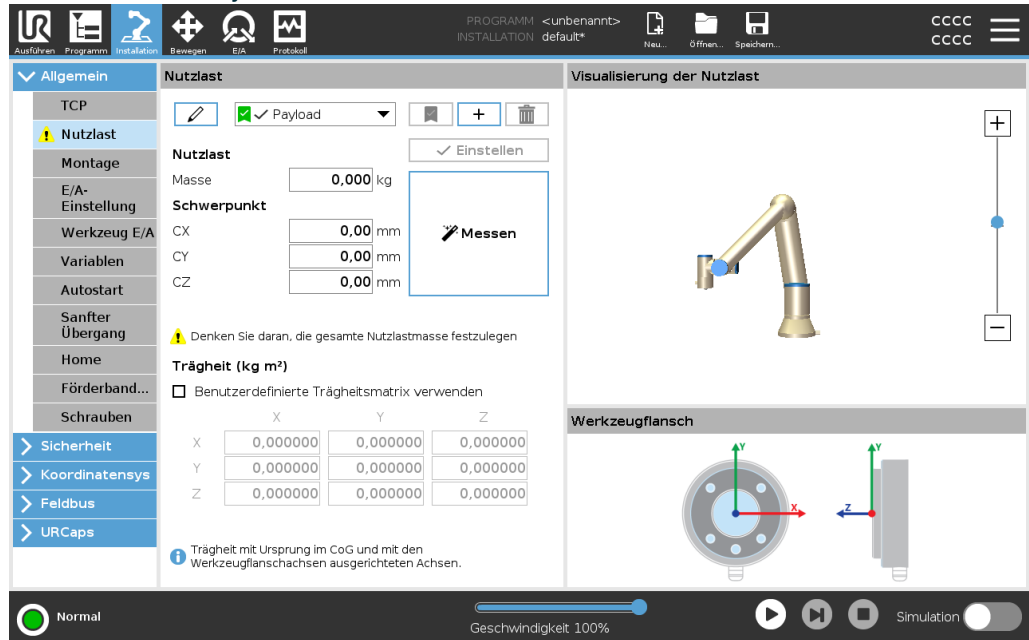 PROGRAMM <unbenannt>
INSTALLATION default*
Ausführen Programm Installation Bewegen E/A Protokoll Neu... Öffnen... Speichern...
cccc
cccc
Allgemein
TCP
Nutzlast
Montage
E/A-
Einstellung
Werkzeug E/A
Variablen
Autostart
Sanfter
Übergang
Home
Förderband...
Schrauben
Sicherheit
Koordinatensys
Feldbus
URCaps
Nutzlast
Payload
+
Einstellen
Nutzlast
Masse 0,000 kg
Schwerpunkt
CX 0,00 mm
CY 0,00 mm
CZ 0,00 mm
Messen
Denken Sie daran, die gesamte Nutzlastmasse festzulegen
Trägheit (kg m²)
Benutzerdefinierte Trägheitsmatrix verwenden
X Y Z
X 0,000000 0,000000 0,000000
Y 0,000000 0,000000 0,000000
Z 0,000000 0,000000 0,000000
Trägheit mit Ursprung im CoG und mit den
Werkzeugflanschachsen ausgerichteten Achsen.
Visualisierung der Nutzlast
Werkzeugflansch
Y
X
Y
Z
Normal
Geschwindigkeit 100%
Simulation